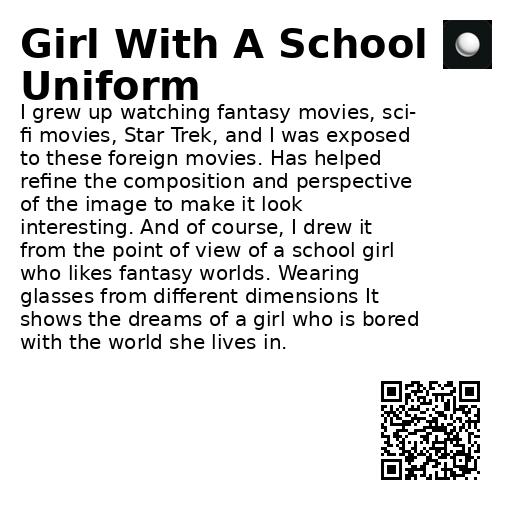 Girl With A School
Uniform
I grew up watching fantasy movies, sci-
fi movies, Star Trek, and I was exposed
to these foreign movies. Has helped
refine the composition and perspective
of the image to make it look
interesting. And of course, I drew it
from the point of view of a school girl
who likes fantasy worlds. Wearing
glasses from different dimensions It
shows the dreams of a girl who is bored
with the world she lives in.